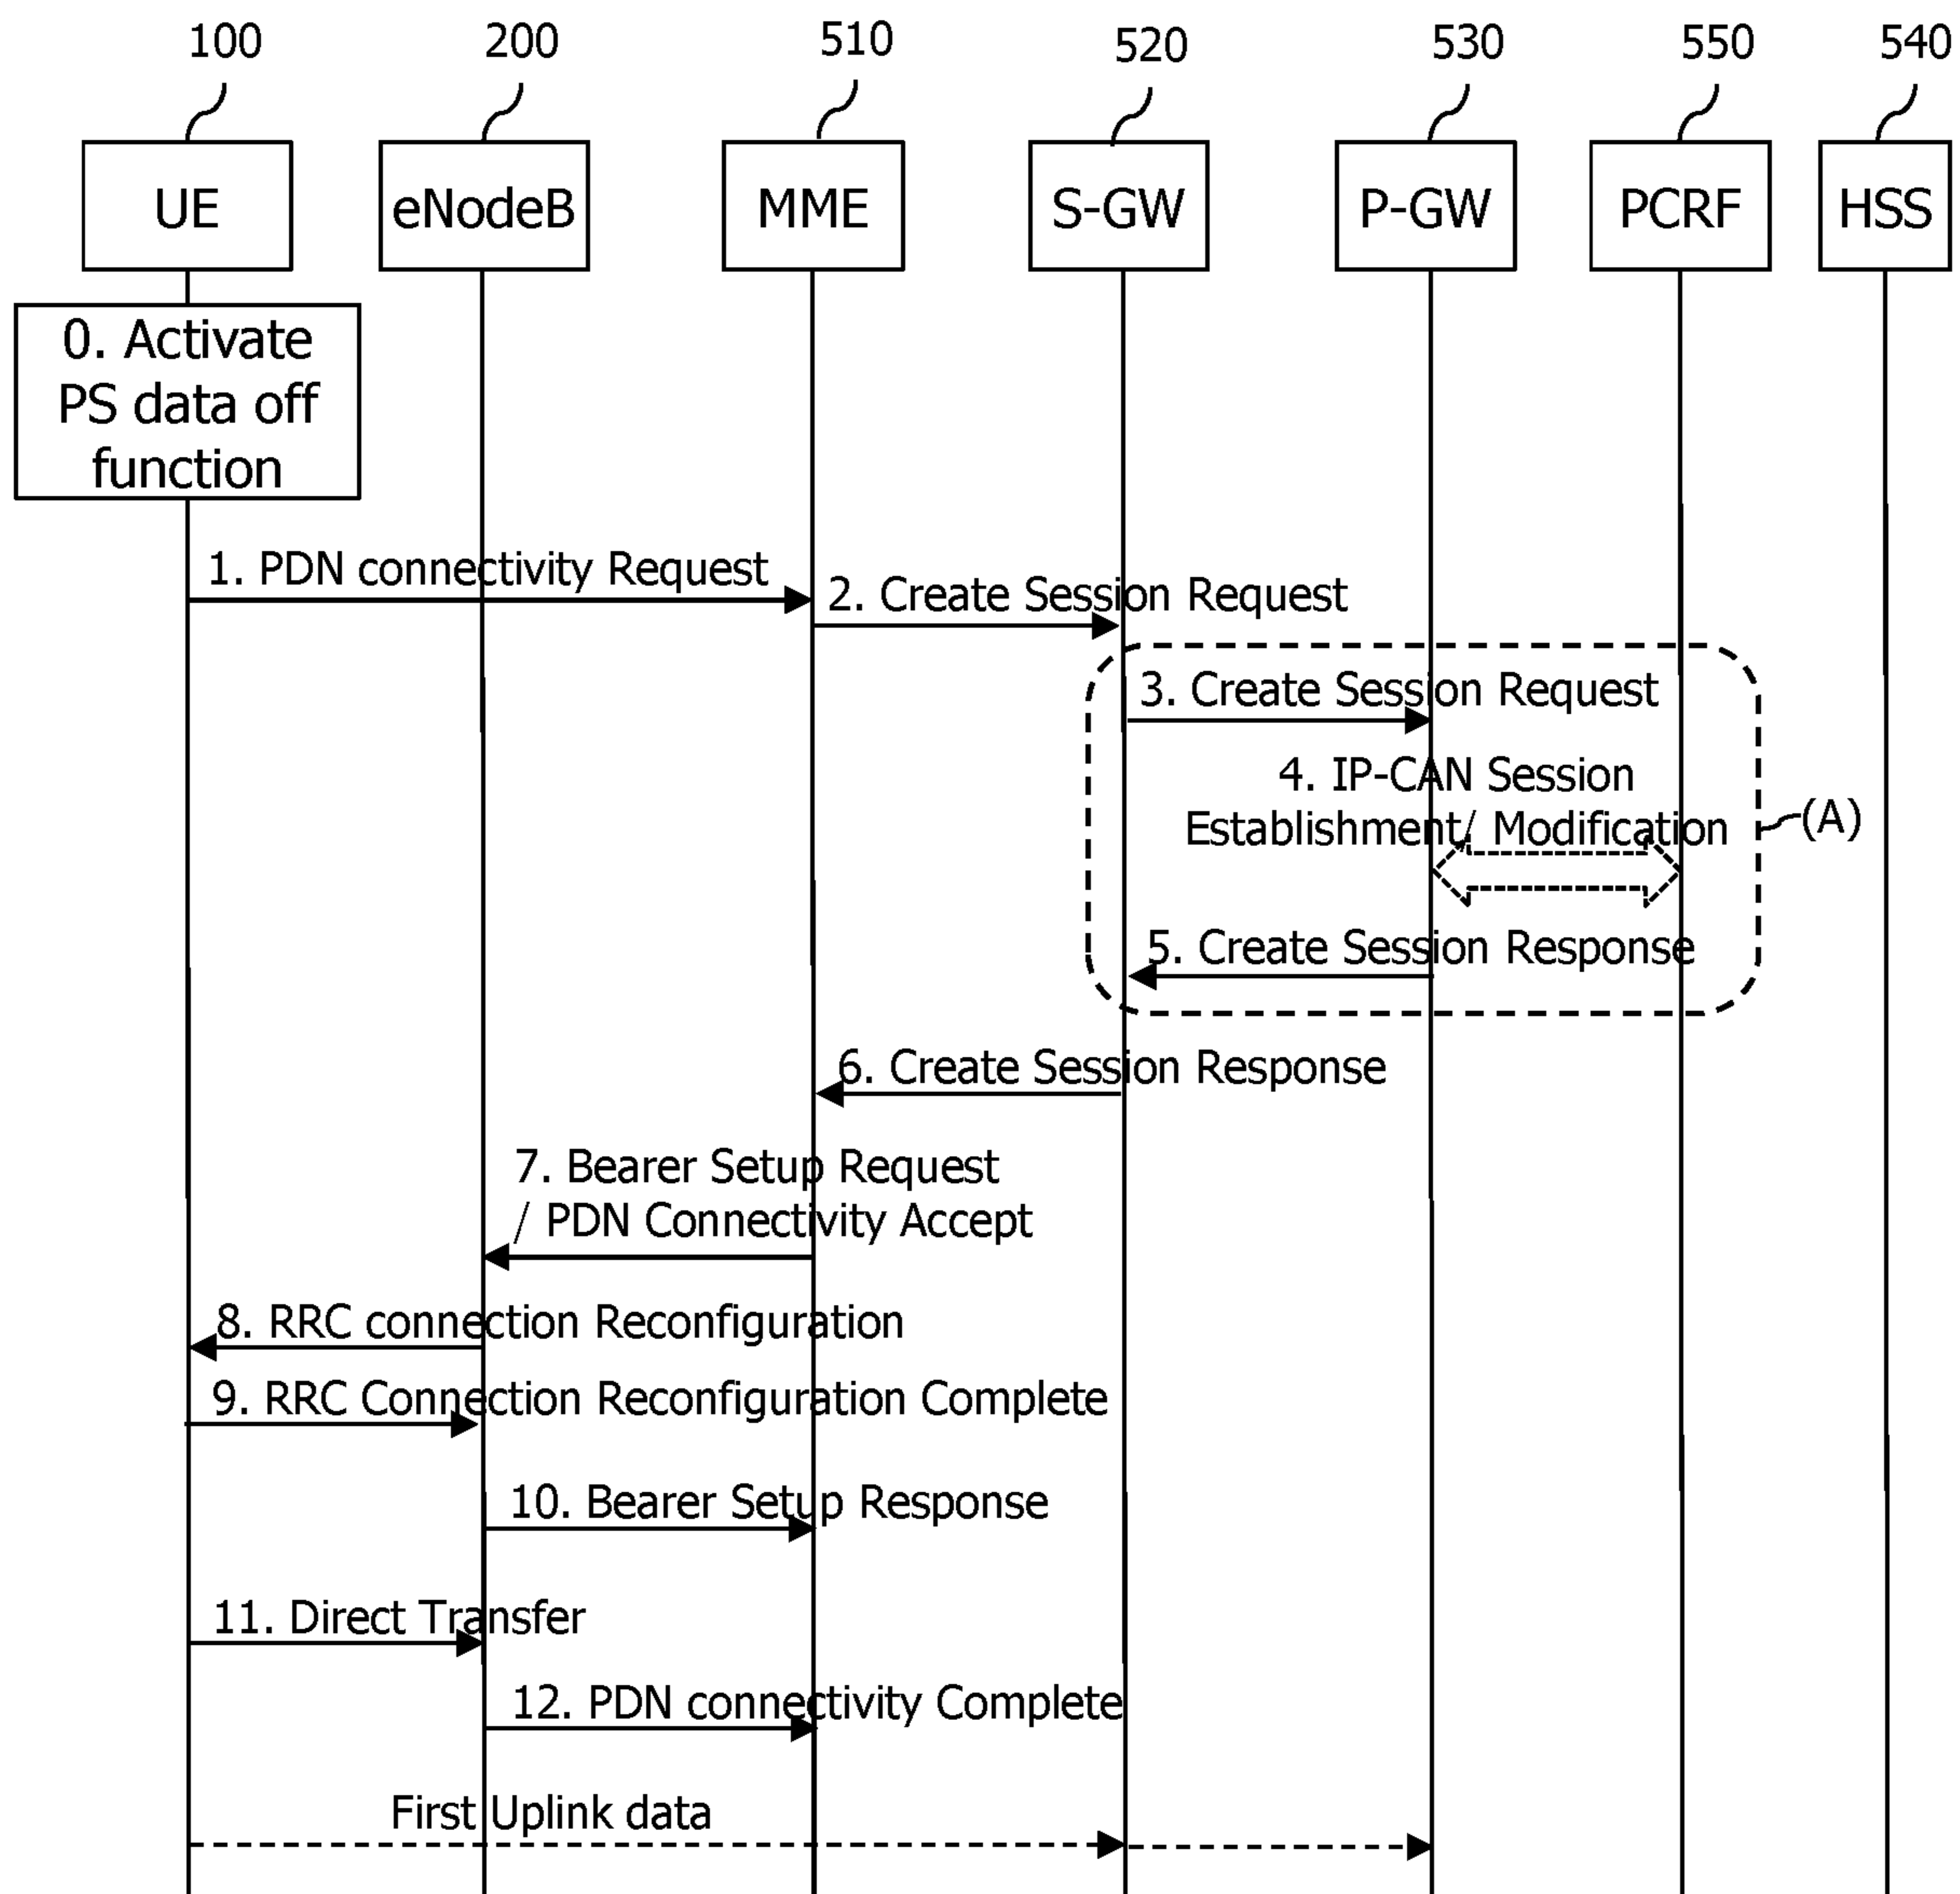 100 200 510 520 530 550 540
UE eNodeB MME S-GW P-GW PCRF HSS
0. Activate
PS data off
function
1. PDN connectivity Request
2. Create Session Request
3. Create Session Request
4. IP-CAN Session
Establishment/ Modification
(A)
5. Create Session Response
6. Create Session Response
7. Bearer Setup Request
/ PDN Connectivity Accept
8. RRC connection Reconfiguration
9. RRC Connection Reconfiguration Complete
10. Bearer Setup Response
11. Direct Transfer
12. PDN connectivity Complete
First Uplink data